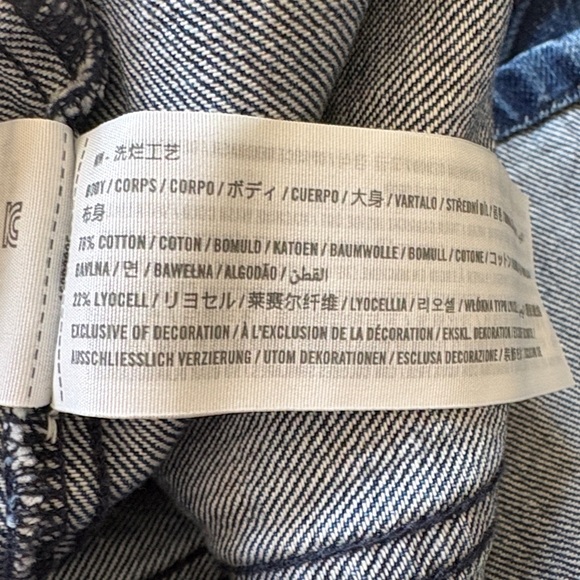 洗烂工艺
BODY / CORPS / CORPO / ボディ / CUERPO / 大身 / VARTALO / STŘEDNÍ DÍL /
布身
78% COTTON / COTON / BOMULD / KATOEN / BAUMWOLLE / BOMULL / COTONE / コットン
BAVLNA / 면 / BAWEŁNA / ALGODÃO / القطن
22% LYOCELL / リヨセル / 莱赛尔纤维 / LYOCELLIA / 리오셀 / WŁÓKNA TYPU
EXCLUSIVE OF DECORATION / À L'EXCLUSION DE LA DÉCORATION / EKSKL. DEKORATION
AUSSCHLIESSLICH VERZIERUNG / UTOM DEKORATIONEN / ESCLUSA DECORAZIONE /